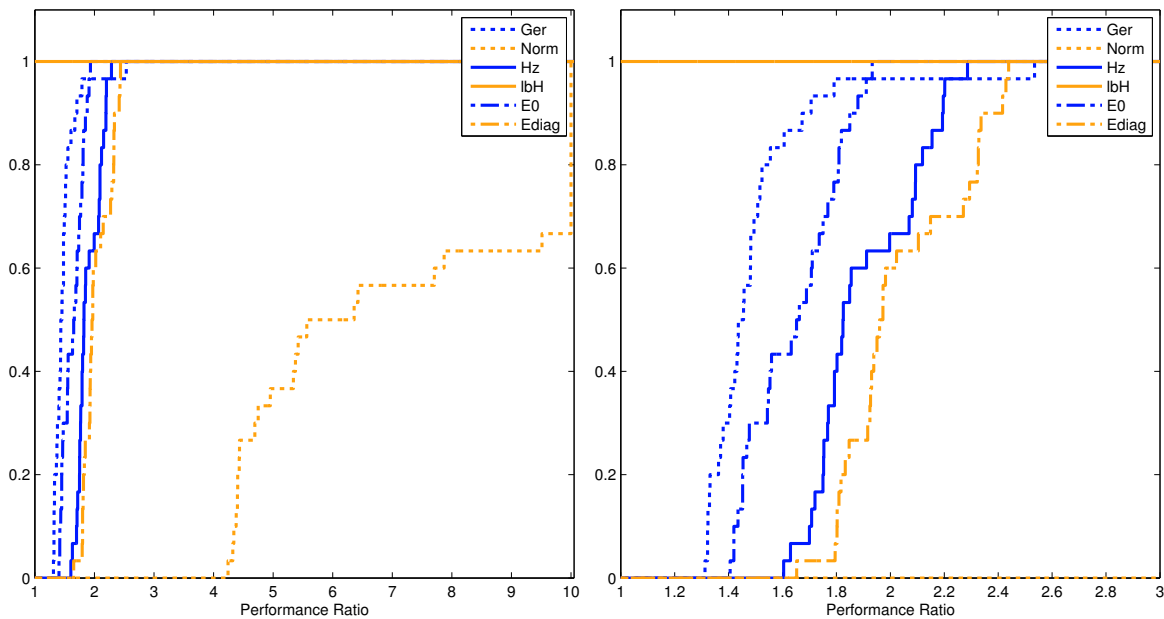 1
0.8
0.6
0.4
0.2
0
1 2 3 4 5 6 7 8 9 10
Performance Ratio
Ger
Norm
Hz
lbH
E0
Ediag
1
0.8
0.6
0.4
0.2
0
1 1.2 1.4 1.6 1.8 2 2.2 2.4 2.6 2.8 3
Performance Ratio
Ger
Norm
Hz
lbH
E0
Ediag